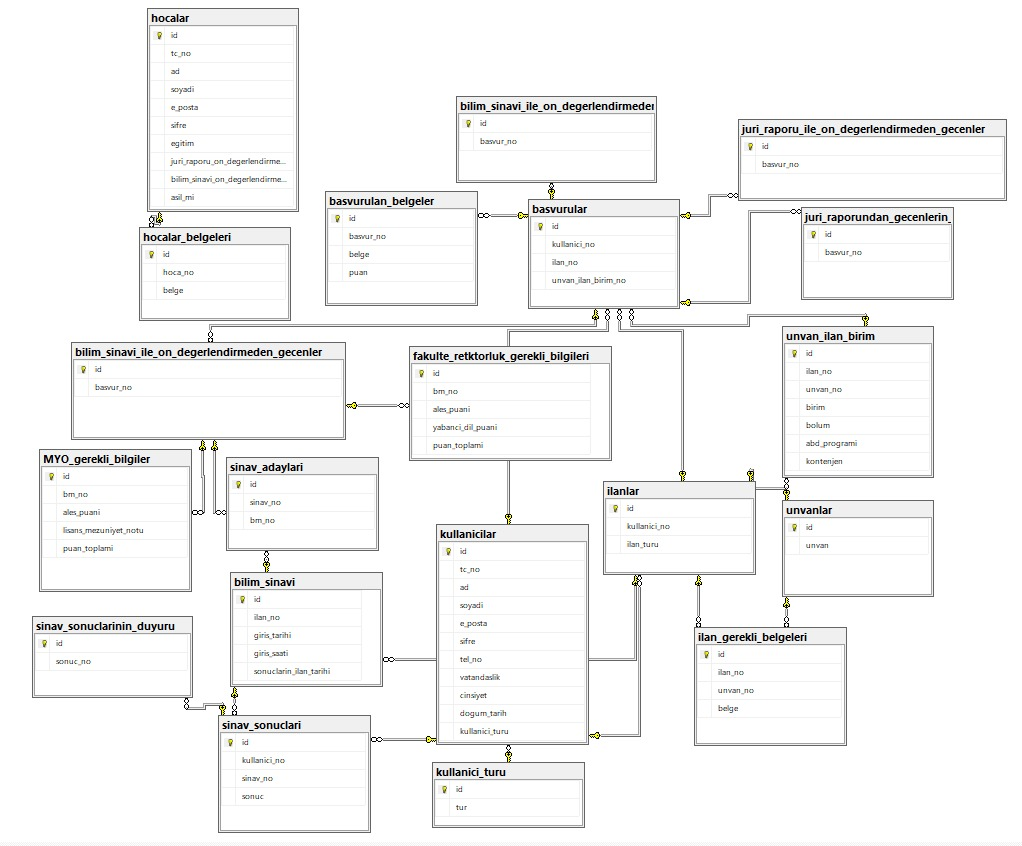 hocalar
id
tc_no
ad
soyadi
e_posta
sifre
egitim
juri_raporu_on_degerlendirme...
bilim_sinavi_on_degerlendirme...
asil_mi
hocalar_belgeleri
id
hoca_no
belge
bilim_sinavi_ile_on_degerlendirmeden
id
basvur_no
juri_raporu_ile_on_degerlendirmeden_gecenler
id
basvur_no
basvurulan_belgeler
id
basvur_no
belge
puan
basvurular
id
kullanici_no
ilan_no
unvan_ilan_birim_no
juri_raporundan_gecenlerin_
id
basvur_no
bilim_sinavi_ile_on_degerlendirmeden_gecenler
id
basvur_no
fakulte_retktorluk_gerekli_bilgileri
id
bm_no
ales_puani
yabanci_dil_puani
puan_toplami
unvan_ilan_birim
id
ilan_no
unvan_no
birim
bolum
abd_programi
kontenjen
MYO_gerekli_bilgiler
id
bm_no
ales_puani
lisans_mezuniyet_notu
puan_toplami
sinav_adaylari
id
sinav_no
bm_no
ilanlar
id
kullanici_no
ilan_turu
unvanlar
id
unvan
kullanicilar
id
tc_no
ad
soyadi
e_posta
sifre
tel_no
vatandaslik
cinsiyet
dogum_tarih
kullanici_turu
bilim_sinavi
id
ilan_no
giris_tarihi
giris_saati
sonuclarin_ilan_tarihi
sinav_sonuclarinin_duyuru
id
sonuc_no
ilan_gerekli_belgeleri
id
ilan_no
unvan_no
belge
sinav_sonuclari
id
kullanici_no
sinav_no
sonuc
kullanici_turu
id
tur